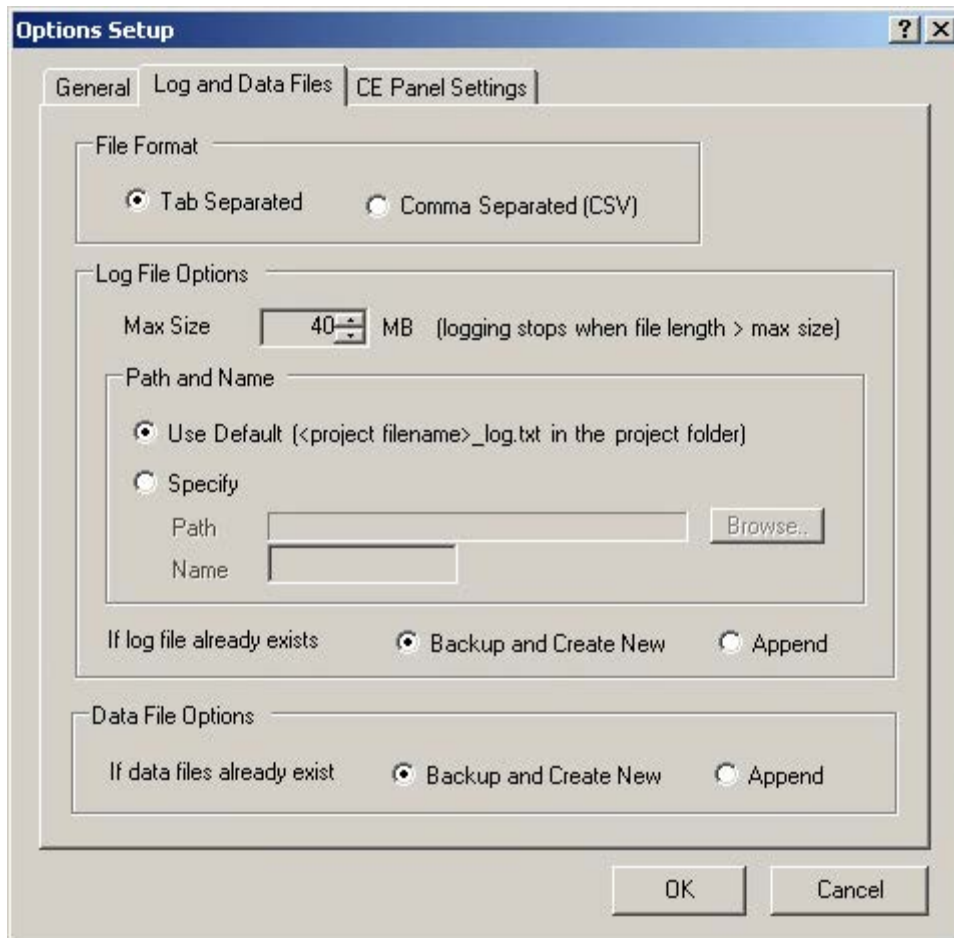 Options Setup
General Log and Data Files CE Panel Settings
File Format
Tab Separated Comma Separated (CSV)
Log File Options
Max Size 40 MB (logging stops when file length > max size)
Path and Name
Use Default (<project filename>_log.txt in the project folder)
Specify
Path Browse..
Name
If log file already exists Backup and Create New Append
Data File Options
If data files already exist Backup and Create New Append
OK Cancel